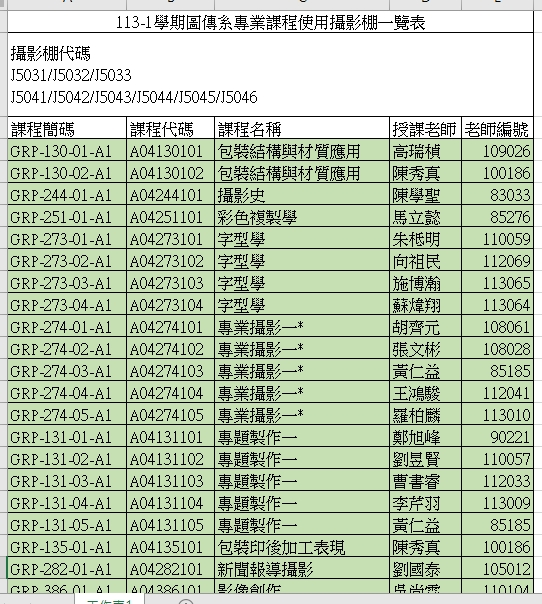 113-1學期圖傳系專業課程使用攝影棚一覽表
攝影棚代碼
J5031/J5032/J5033
J5041/J5042/J5043/J5044/J5045/J5046
課程簡碼 課程代碼 課程名稱 授課老師 老師編號
GRP-130-01-A1 A04130101 包裝結構與材質應用 高瑞楨 109026
GRP-130-02-A1 A04130102 包裝結構與材質應用 陳秀真 100186
GRP-244-01-A1 A04244101 攝影史 陳學聖 83033
GRP-251-01-A1 A04251101 彩色複製學 馬立懿 85276
GRP-273-01-A1 A04273101 字型學 朱柢明 110059
GRP-273-02-A1 A04273102 字型學 向祖民 112069
GRP-273-03-A1 A04273103 字型學 施博瀚 113065
GRP-273-04-A1 A04273104 字型學 蘇煒翔 113064
GRP-274-01-A1 A04274101 專業攝影一* 胡齊元 108061
GRP-274-02-A1 A04274102 專業攝影一* 張文彬 108028
GRP-274-03-A1 A04274103 專業攝影一* 黃仁益 85185
GRP-274-04-A1 A04274104 專業攝影一* 王鴻駿 112041
GRP-274-05-A1 A04274105 專業攝影一* 羅柏麟 113010
GRP-131-01-A1 A04131101 專題製作一 鄭旭峰 90221
GRP-131-02-A1 A04131102 專題製作一 劉昱賢 110057
GRP-131-03-A1 A04131103 專題製作一 曹書睿 112033
GRP-131-04-A1 A04131104 專題製作一 李芹羽 113009
GRP-131-05-A1 A04131105 專題製作一 黃仁益 85185
GRP-135-01-A1 A04135101 包裝印後加工表現 陳秀真 100186
GRP-282-01-A1 A04282101 新聞報導攝影 劉國泰 105012
GRP-386-01-A1 A04386101 影像創作 吳尚霖 110104
工作表1